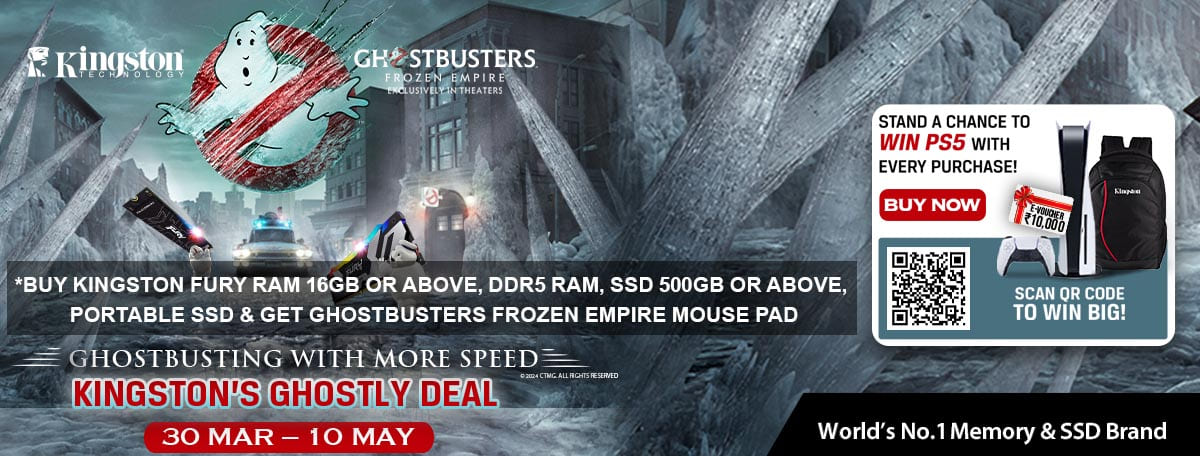 Kingston
TECHNOLOGY
GHOSTBUSTERS
FROZEN EMPIRE
EXCLUSIVELY IN THEATERS
FURY
FURY
*BUY KINGSTON FURY RAM 16GB OR ABOVE, DDR5 RAM, SSD 500GB OR ABOVE,
PORTABLE SSD & GET GHOSTBUSTERS FROZEN EMPIRE MOUSE PAD
GHOSTBUSTING WITH MORE SPEED
© 2024 CTMG. ALL RIGHTS RESERVED
KINGSTON'S GHOSTLY DEAL
30 MAR – 10 MAY
STAND A CHANCE TO
WIN PS5 WITH
EVERY PURCHASE!
BUY NOW
E-VOUCHER
₹10,000
Kingston
SCAN QR CODE
TO WIN BIG!
World's No.1 Memory & SSD Brand